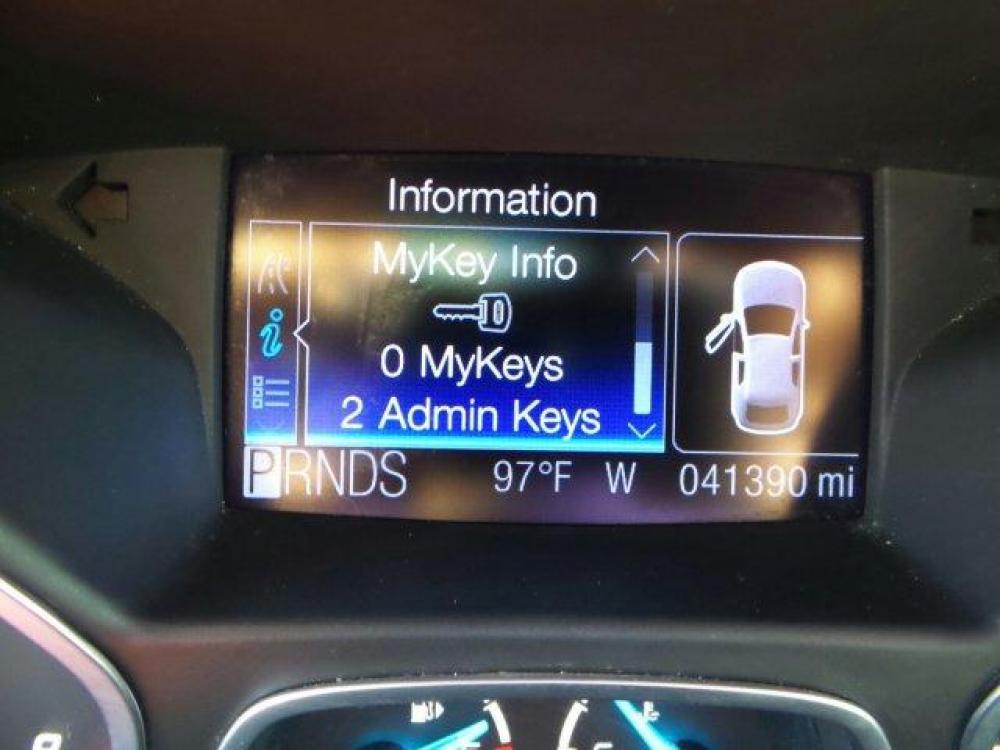 Information
MyKey Info
0 MyKeys
2 Admin Keys
PRNDS 97°F W 041390 mi